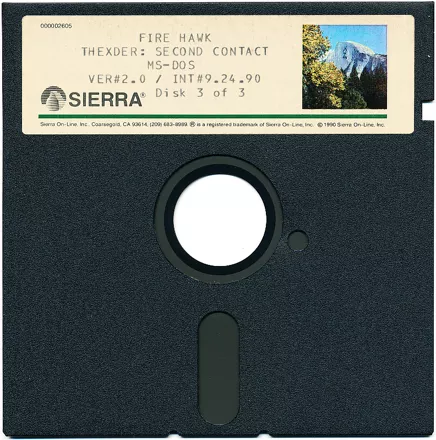 000002605
FIRE HAWK
THEXDER: SECOND CONTACT
MS-DOS
VER#2.0 / INT#9.24.90
SIERRA® Disk 3 of 3
Sierra On-Line, Inc. Coarsegold, CA 93614, (209) 683-8989. ® is a registered trademark of Sierra On-Line, Inc. © 1990 Sierra On-Line, Inc.